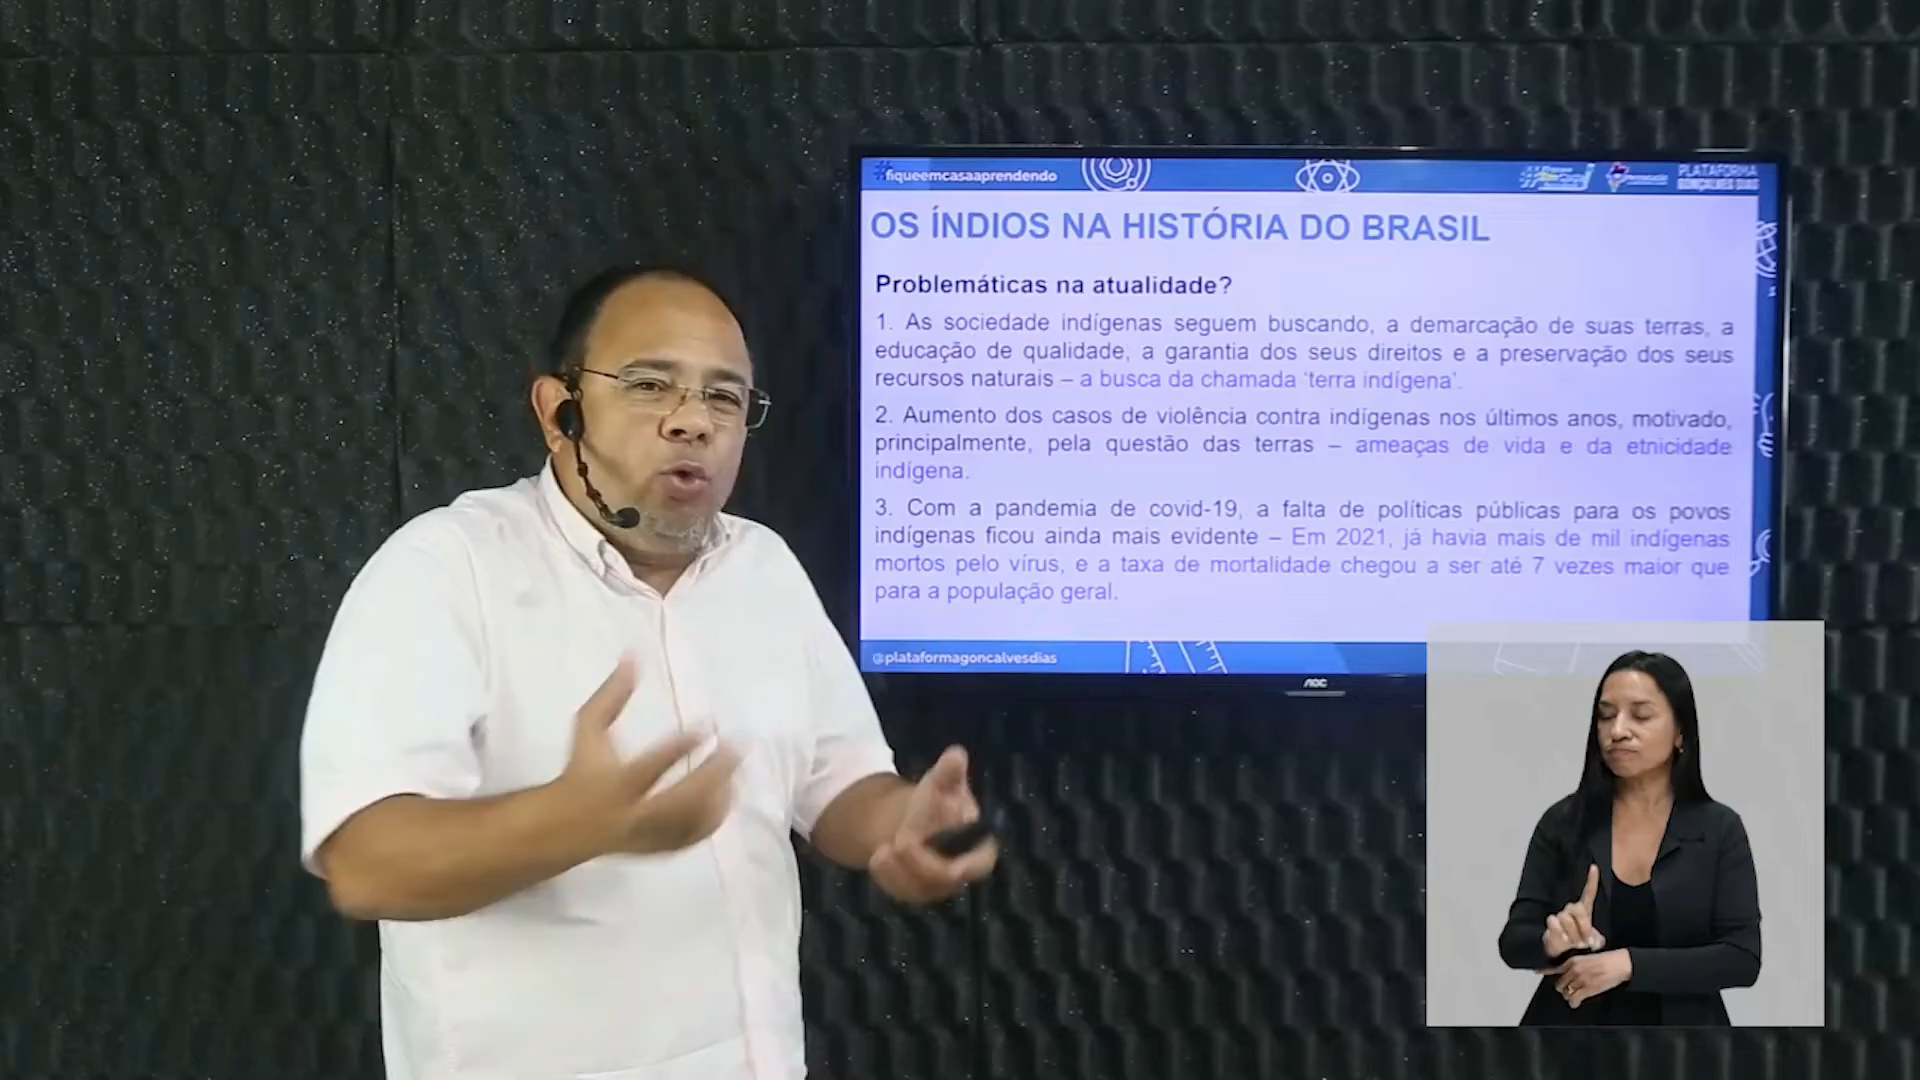 #fiqueemcasaaprendendo
PLATAFORMA
GONÇALVES DIAS
OS ÍNDIOS NA HISTÓRIA DO BRASIL
Problemáticas na atualidade?
1. As sociedade indígenas seguem buscando, a demarcação de suas terras, a
educação de qualidade, a garantia dos seus direitos e a preservação dos seus
recursos naturais – a busca da chamada ‘terra indígena’.
2. Aumento dos casos de violência contra indígenas nos últimos anos, motivado,
principalmente, pela questão das terras – ameaças de vida e da etnicidade
indígena.
3. Com a pandemia de covid-19, a falta de políticas públicas para os povos
indígenas ficou ainda mais evidente – Em 2021, já havia mais de mil indígenas
mortos pelo vírus, e a taxa de mortalidade chegou a ser até 7 vezes maior que
para a população geral.
@plataformagoncalvesdias
AOC